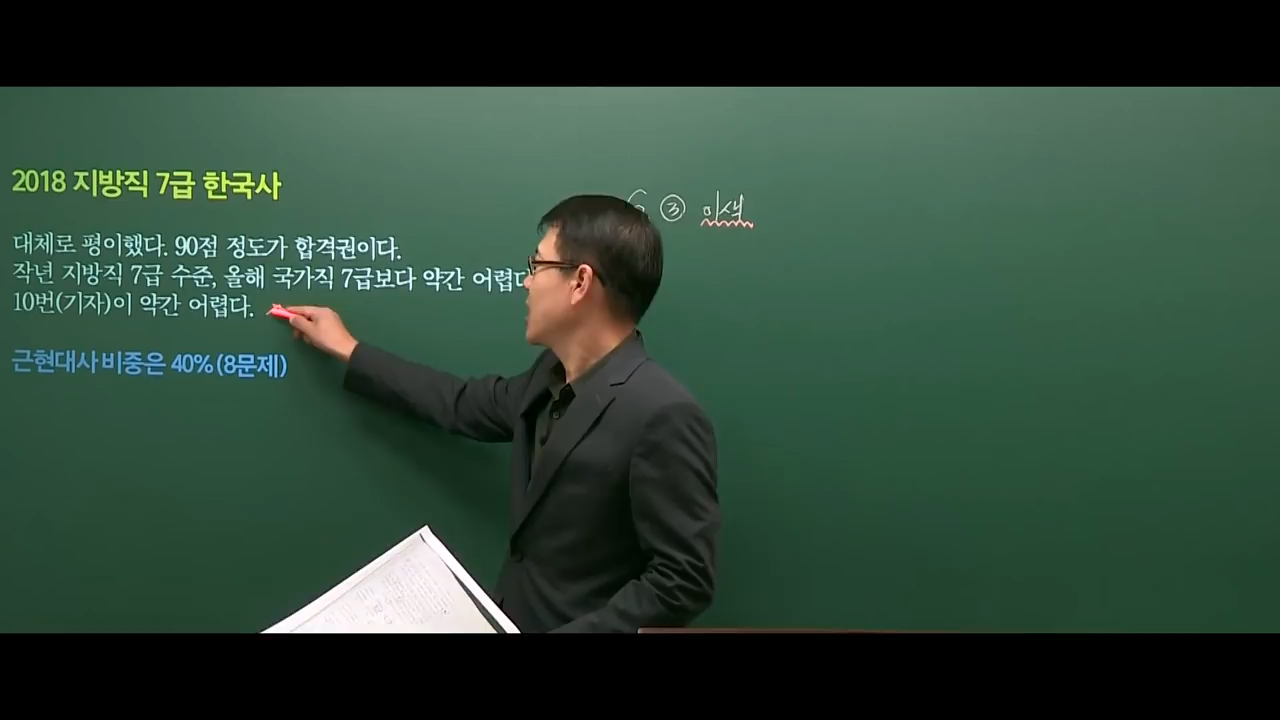 2018 지방직 7급 한국사
6 ③ 이색
대체로 평이했다. 90점 정도가 합격권이다.
작년 지방직 7급 수준, 올해 국가직 7급보다 약간 어렵
10번(기자)이 약간 어렵다.
근현대사 비중은 40% (8문제)